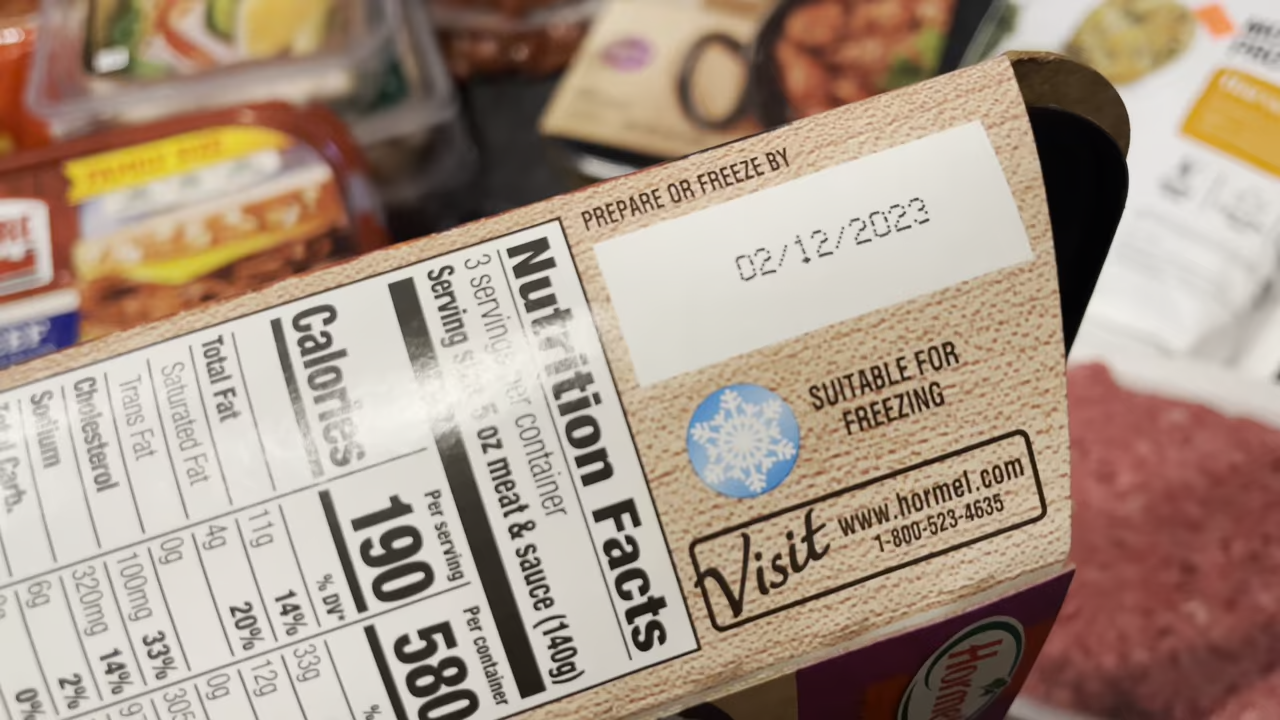 PREPARE OR FREEZE BY
02/12/2023
SUITABLE FOR
FREEZING
Visit www.hormel.com
1-800-523-4635
Nutrition Facts
3 servings per container
Serving 5 oz meat & sauce (140g)
Calories
Per serving
190
Per container
580
% DV*
Total Fat 11g 14% 33g
Saturated Fat 4g 20% 12g
Trans Fat 0g 0g
Cholesterol 100mg 33% 305
Sodium 320mg 14%
Carb. 6g 2%
0%
FAMILY SIZE